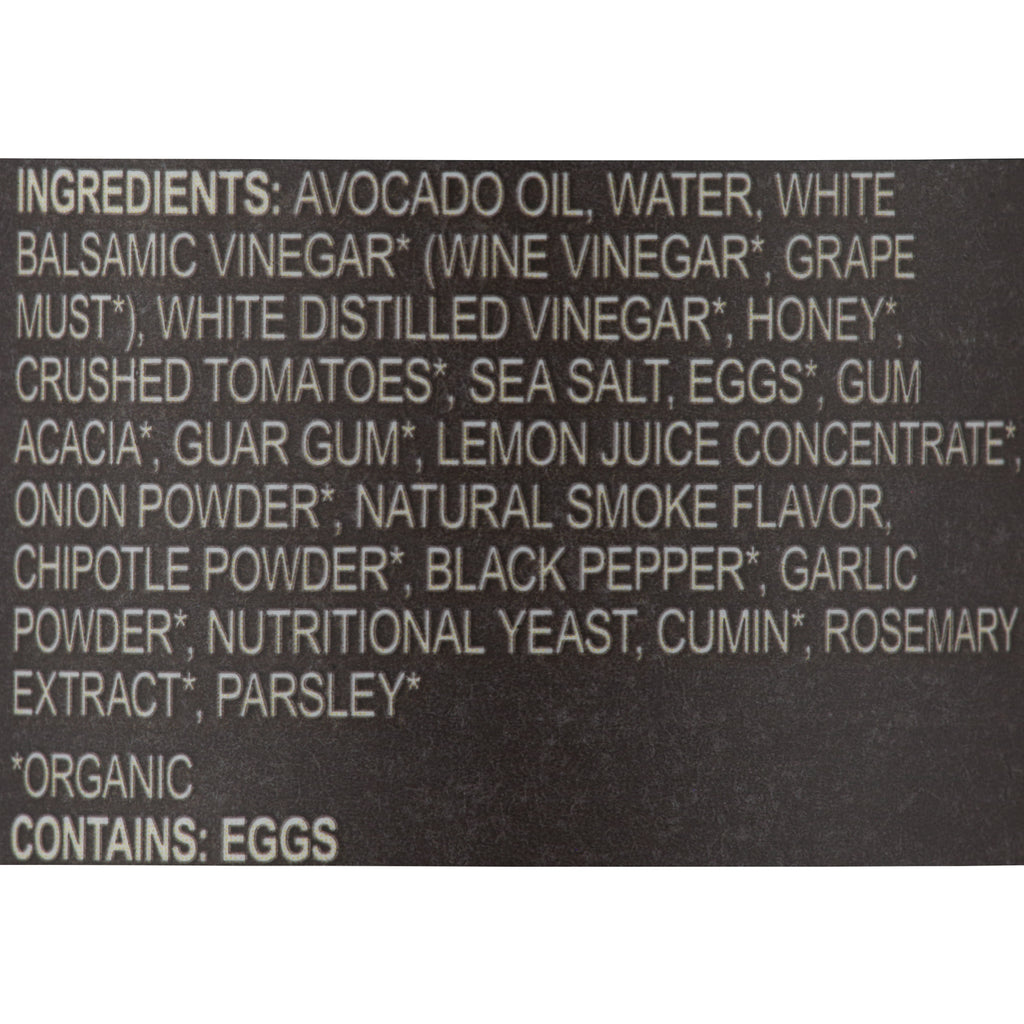 INGREDIENTS: AVOCADO OIL, WATER, WHITE
BALSAMIC VINEGAR* (WINE VINEGAR*, GRAPE
MUST*), WHITE DISTILLED VINEGAR*, HONEY*,
CRUSHED TOMATOES*, SEA SALT, EGGS*, GUM
ACACIA*, GUAR GUM*, LEMON JUICE CONCENTRATE*,
ONION POWDER*, NATURAL SMOKE FLAVOR,
CHIPOTLE POWDER*, BLACK PEPPER*, GARLIC
POWDER*, NUTRITIONAL YEAST, CUMIN*, ROSEMARY
EXTRACT*, PARSLEY*
*ORGANIC
CONTAINS: EGGS